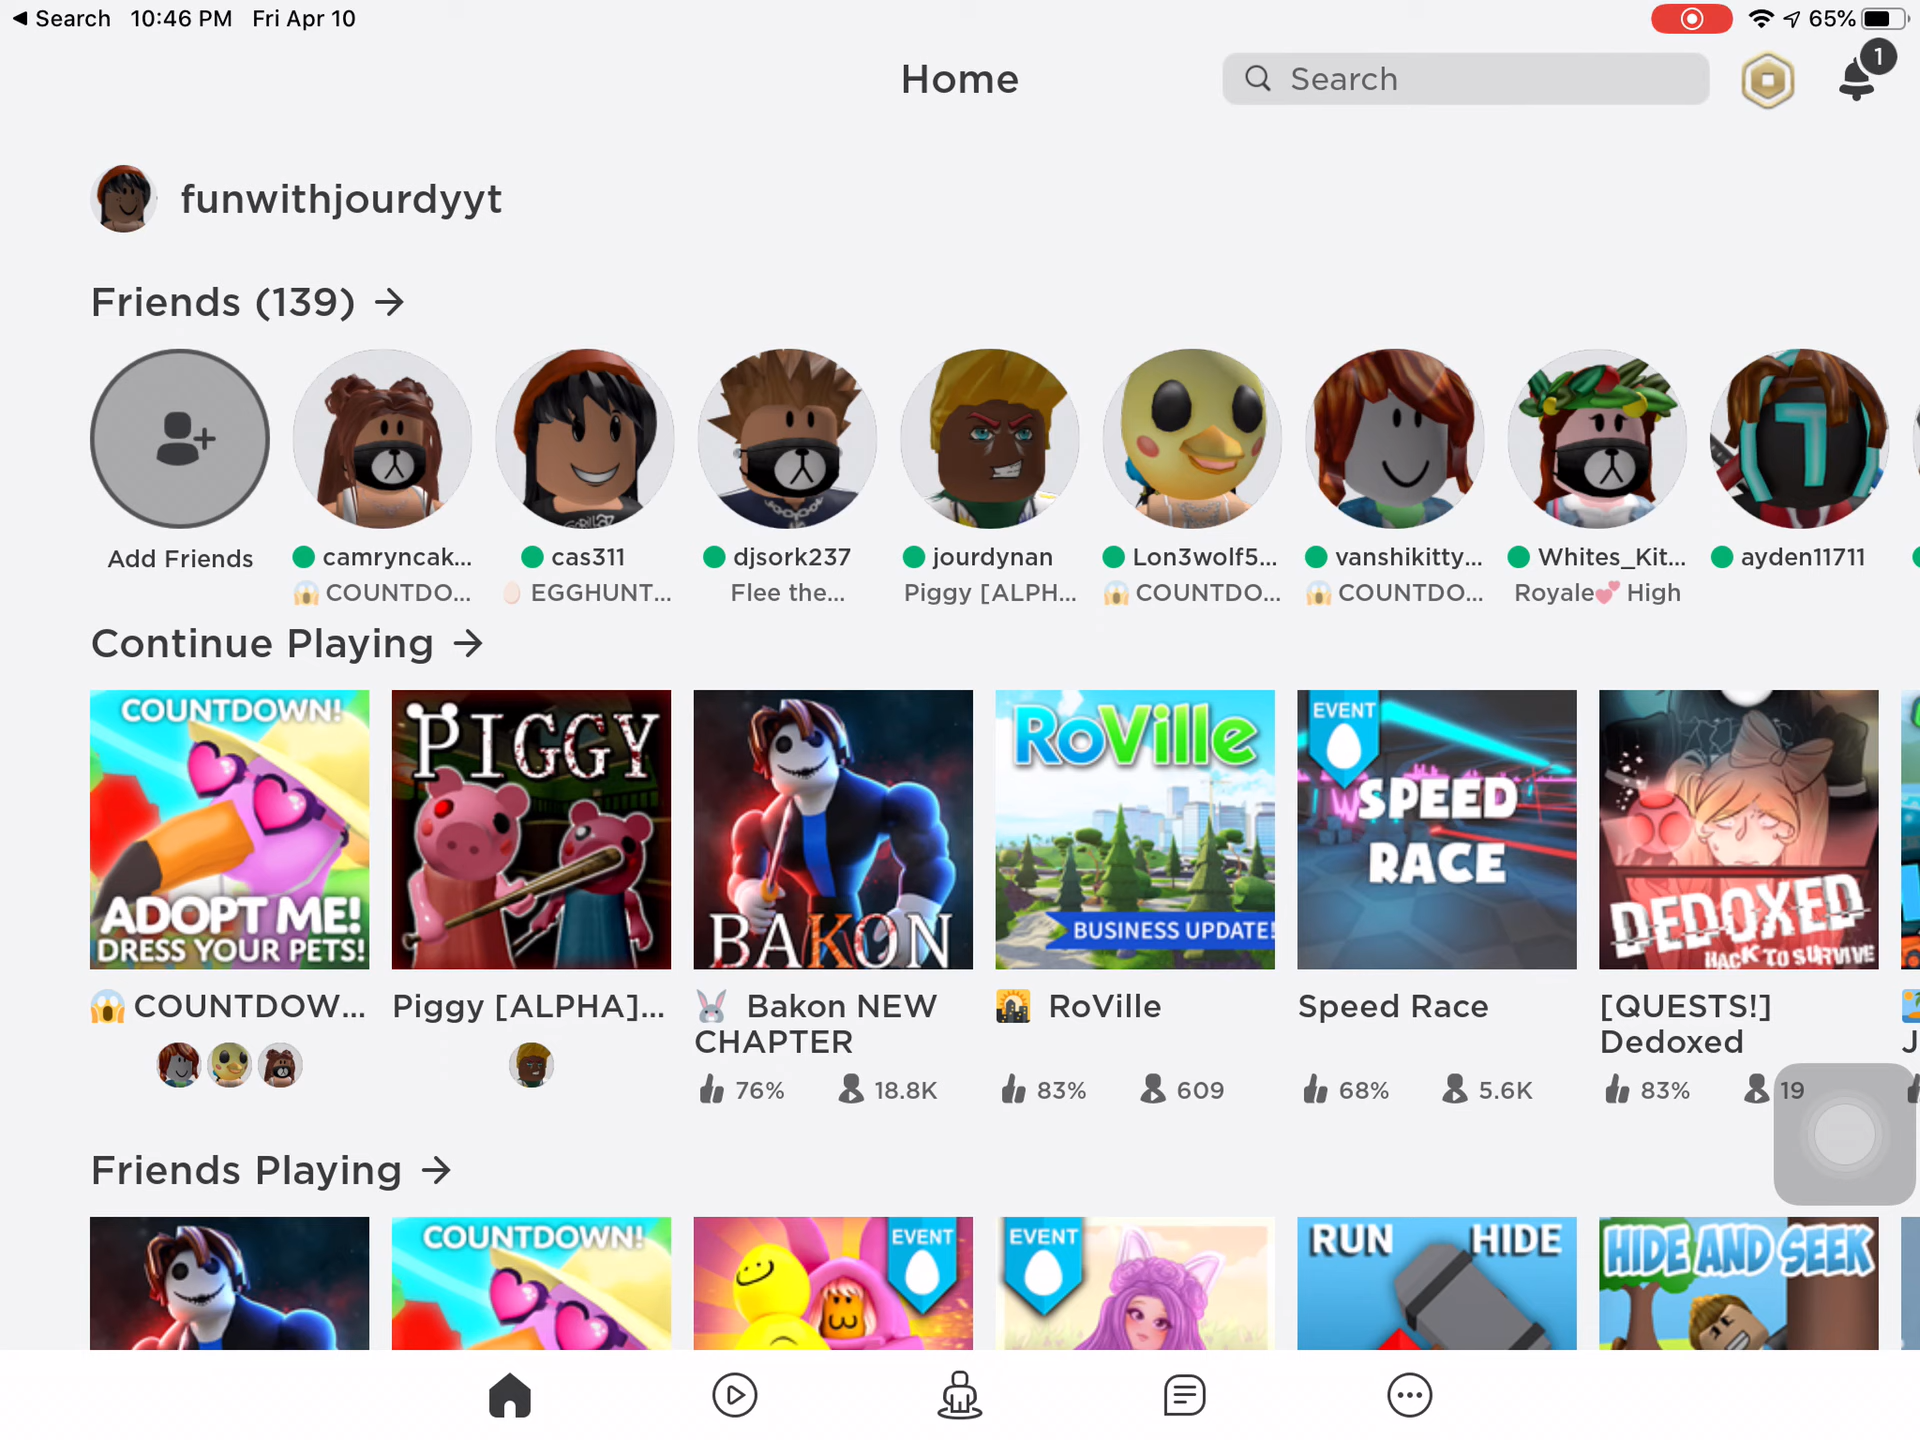 Search 10:46 PM Fri Apr 10
65%
Home
Search
1
funwithjourdyyt
Friends (139) →
Add Friends
camryncak...
😱 COUNTDO...
cas311
🥚 EGGHUNT...
djsork237
Flee the...
jourdynan
Piggy [ALPH...
Lon3wolf5...
😱 COUNTDO...
vanshikitty...
😱 COUNTDO...
Whites_Kit...
Royale💕 High
ayden11711
Continue Playing →
COUNTDOWN!
ADOPT ME!
DRESS YOUR PETS!
PIGGY
BAKON
RoVille
BUSINESS UPDATE!
EVENT
SPEED
RACE
DEDOXED
HACK TO SURVIVE
😱 COUNTDOW...
Piggy [ALPHA]...
🐰 Bakon NEW
CHAPTER
76% 18.8K
🌇 RoVille
83% 609
Speed Race
68% 5.6K
[QUESTS!]
Dedoxed
83% 19
J
Friends Playing →
COUNTDOWN!
EVENT
EVENT
RUN HIDE
HIDE AND SEEK